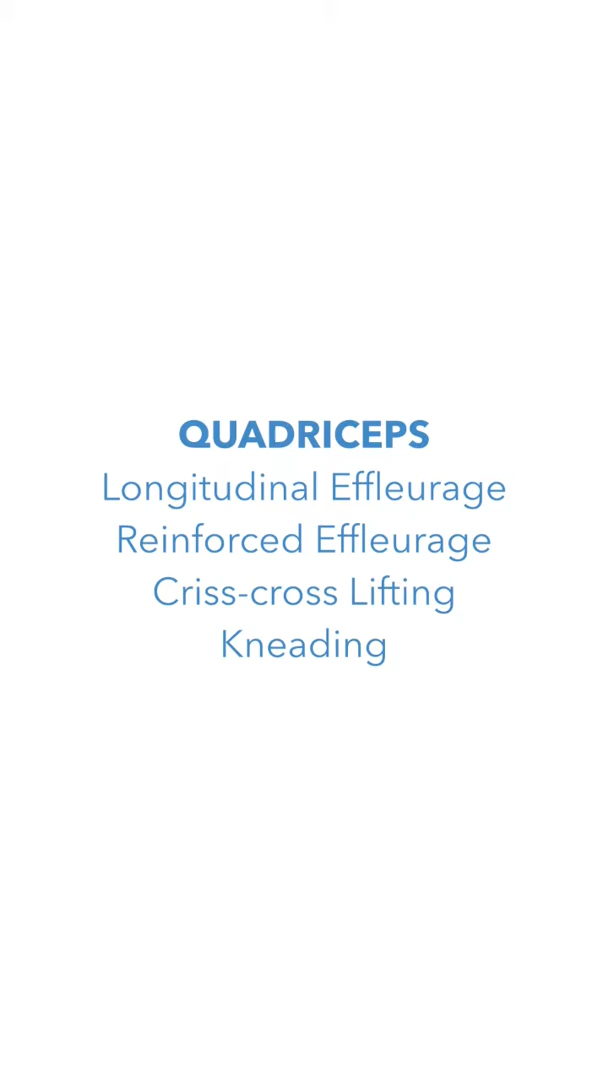 QUADRICEPS
Longitudinal Effleurage
Reinforced Effleurage
Criss-cross Lifting
Kneading